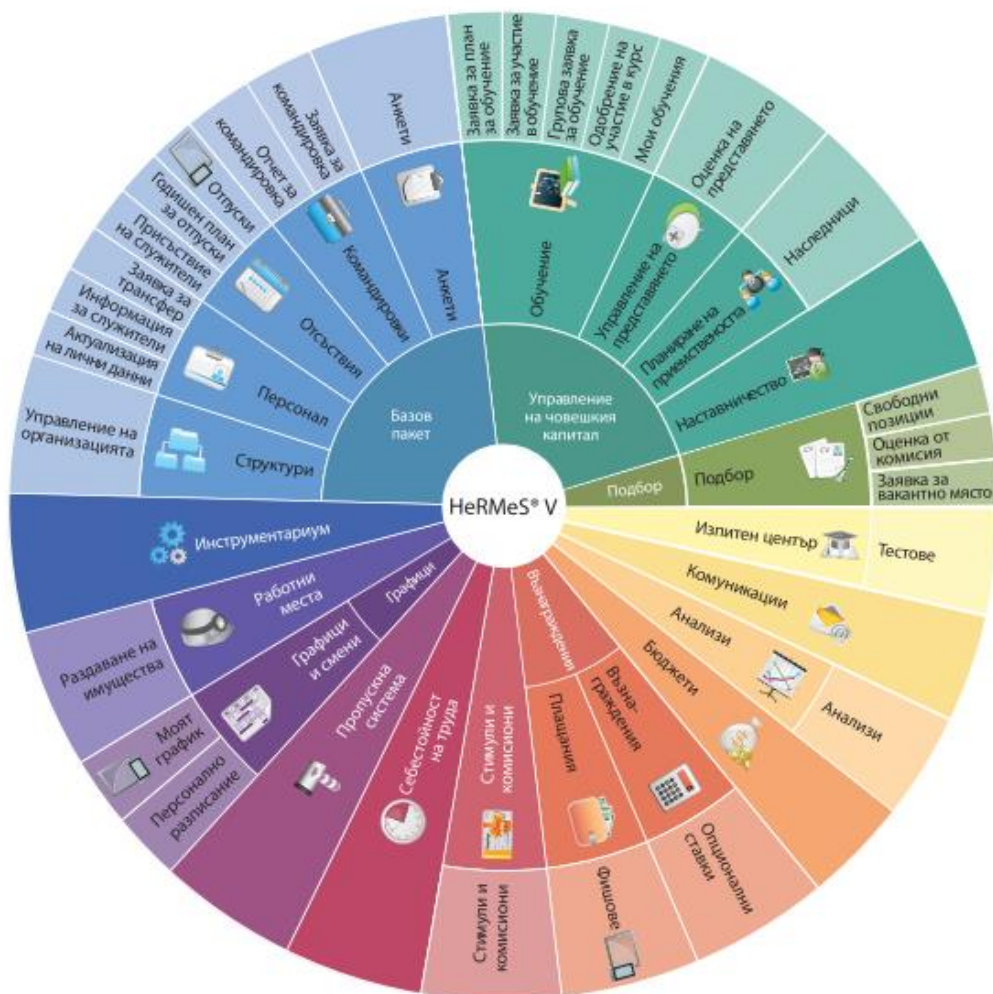 HeRMeS® V
Базов
пакет
Анкети
Анкети
Командировки
Заявка за
командировка
Отчет за
командировка
Отсъствия
Отпуски
Годишен план
за отпуски
Присъствие
на служители
Персонал
Заявка за
трансфер
Информация
за служители
Актуализация
на лични данни
Структури
Управление на
организацията
Управление
на човешкия
капитал
Обучение
Заявка за план
за обучение
Заявка за участие
в обучение
Групова заявка
за обучение
Одобрение на
участие в курс
Мои обучения
Управление на
представянето
Оценка на
представянето
Планиране на
приемствеността
Наследници
Наставничество
Подбор
Подбор
Свободни
позиции
Оценка от
комисия
Заявка за
вакантно място
Изпитен център
Тестове
Комуникации
Анализи
Анализи
Бюджети
Възнаграждения
Възна-
граждения
Опционални
ставки
Плащания
Фишове
Стимули и
комисиони
Стимули и
комисиони
Себестойност
на труда
Пропускна
система
Графици
Графици
и смени
Моят
график
Персонално
разписание
Работни
места
Раздаване на
имущества
Инструментариум